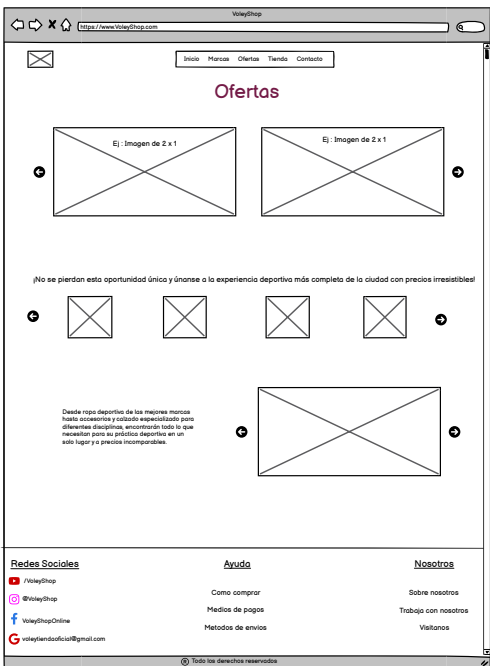 VoleyShop
https://www.VoleyShop.com
Inicio Marcas Ofertas Tienda Contacto
Ofertas
Ej : Imagen de 2 x 1
Ej : Imagen de 2 x 1
¡No se pierdan esta oportunidad única y únanse a la experiencia deportiva más completa de la ciudad con precios irresistibles!
Desde ropa deportiva de las mejores marcas
hasta accesorios y calzado especializado para
diferentes disciplinas, encontrarán todo lo que
necesitan para su práctica deportiva en un
solo lugar y a precios incomparables.
Redes Sociales
/VoleyShop
@VoleyShop
VoleyShopOnline
voleytiendaoficial@gmail.com
Ayuda
Como comprar
Medios de pagos
Metodos de envios
Nosotros
Sobre nosotros
Trabaja con nosotros
Visitanos
® Todo los derechos reservados